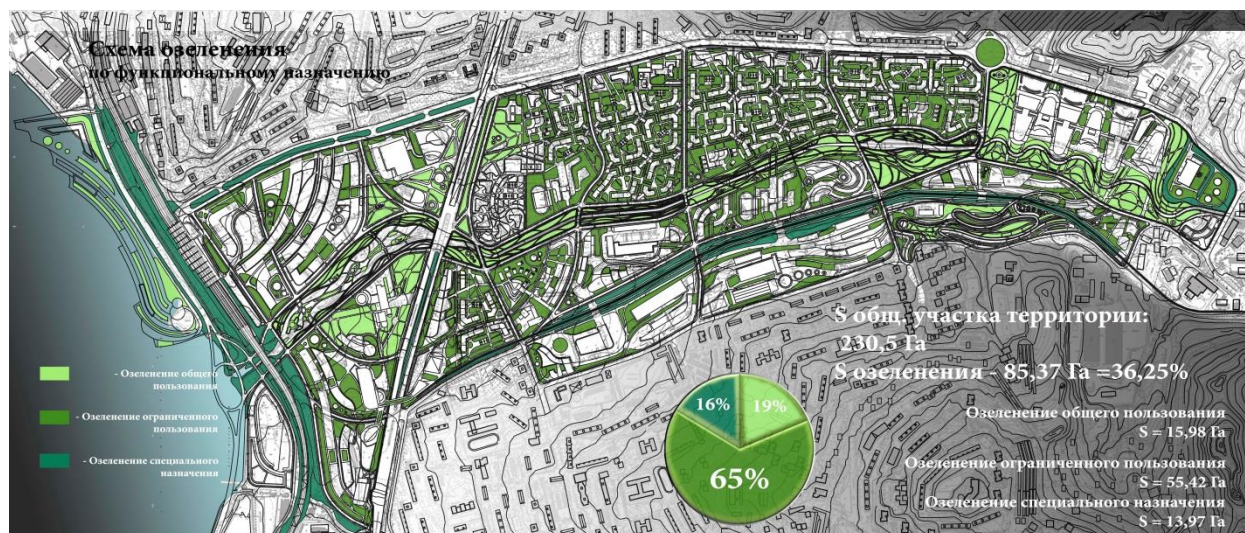 Схема озеленения
по функциональному назначению
- Озеленение общего
пользования
- Озеленение ограниченного
пользования
- Озеленение специального
назначения
S общ. участка территории:
230,5 Га
S озеленения - 85,37 Га =36,25%
16%
19%
65%
Озеленение общего пользования
S = 15,98 Га
Озеленение ограниченного пользования
S = 55,42 Га
Озеленение специального назначения
S = 13,97 Га